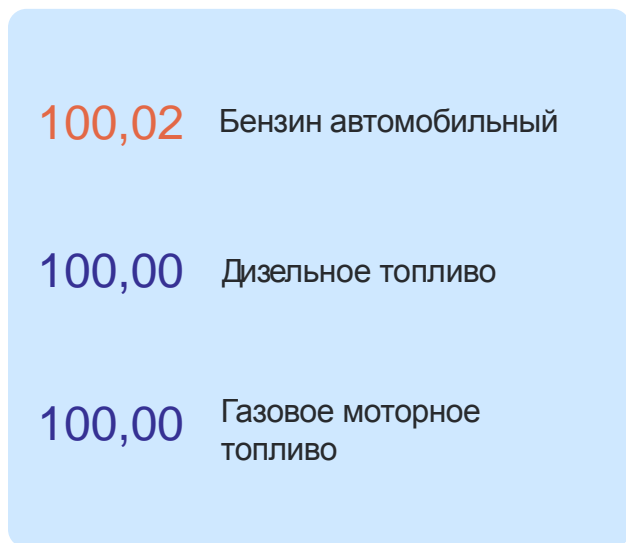 100,02 Бензин автомобильный
100,00 Дизельное топливо
100,00 Газовое моторное
топливо